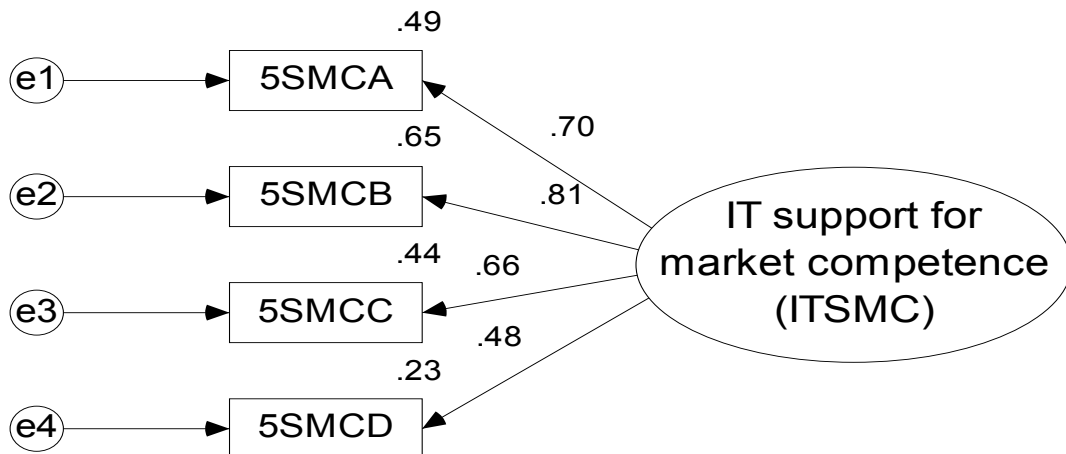 .49
e1
5SMCA
.70
.65
e2
5SMCB
.81
IT support for
market competence
(ITSMC)
.44
.66
e3
5SMCC
.48
.23
e4
5SMCD